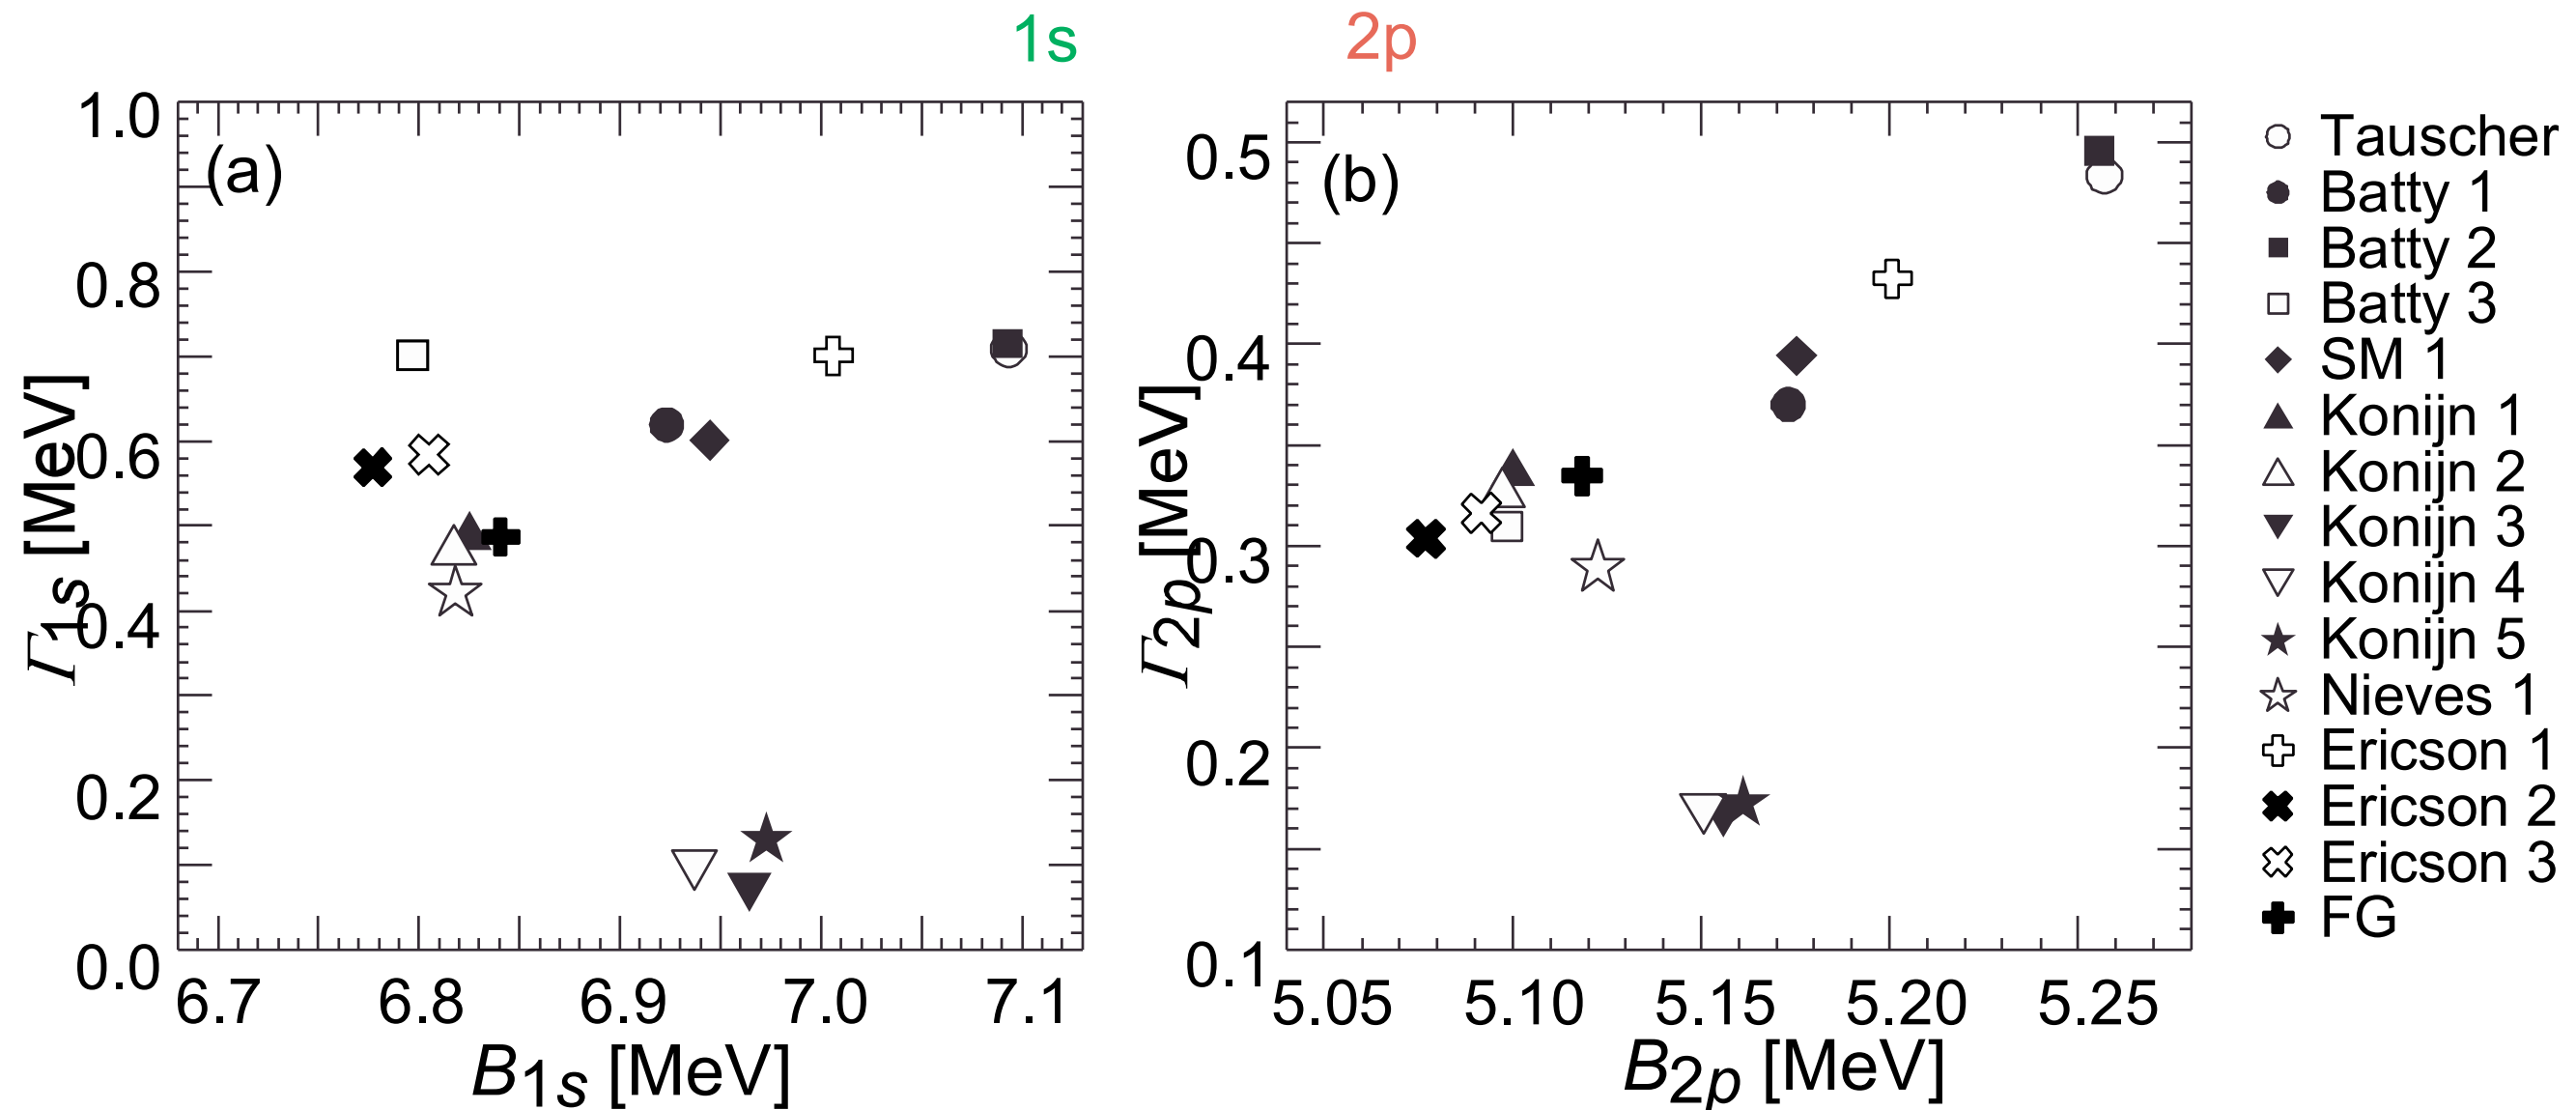 1s
2p
(a)
1.0
0.8
0.6
0.4
0.2
0.0
Γ1s [MeV]
6.7 6.8 6.9 7.0 7.1
B1s [MeV]
(b)
0.5
0.4
0.3
0.2
0.1
Γ2p [MeV]
5.05 5.10 5.15 5.20 5.25
B2p [MeV]
Tauscher
Batty 1
Batty 2
Batty 3
SM 1
Konijn 1
Konijn 2
Konijn 3
Konijn 4
Konijn 5
Nieves 1
Ericson 1
Ericson 2
Ericson 3
FG